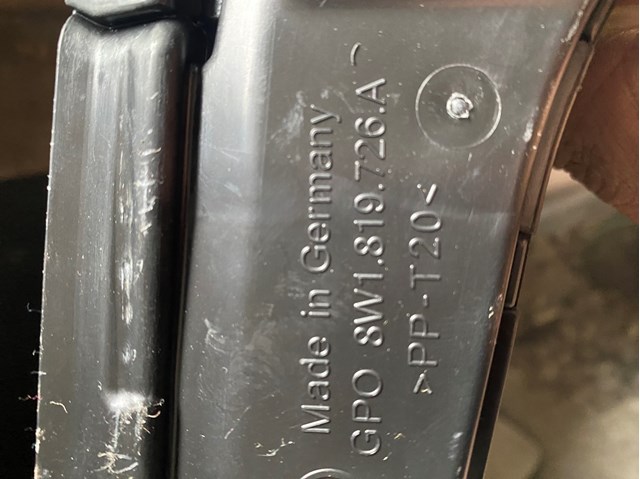 Made in Germany
GPO 8W1.819.726.A
>PP-T20<